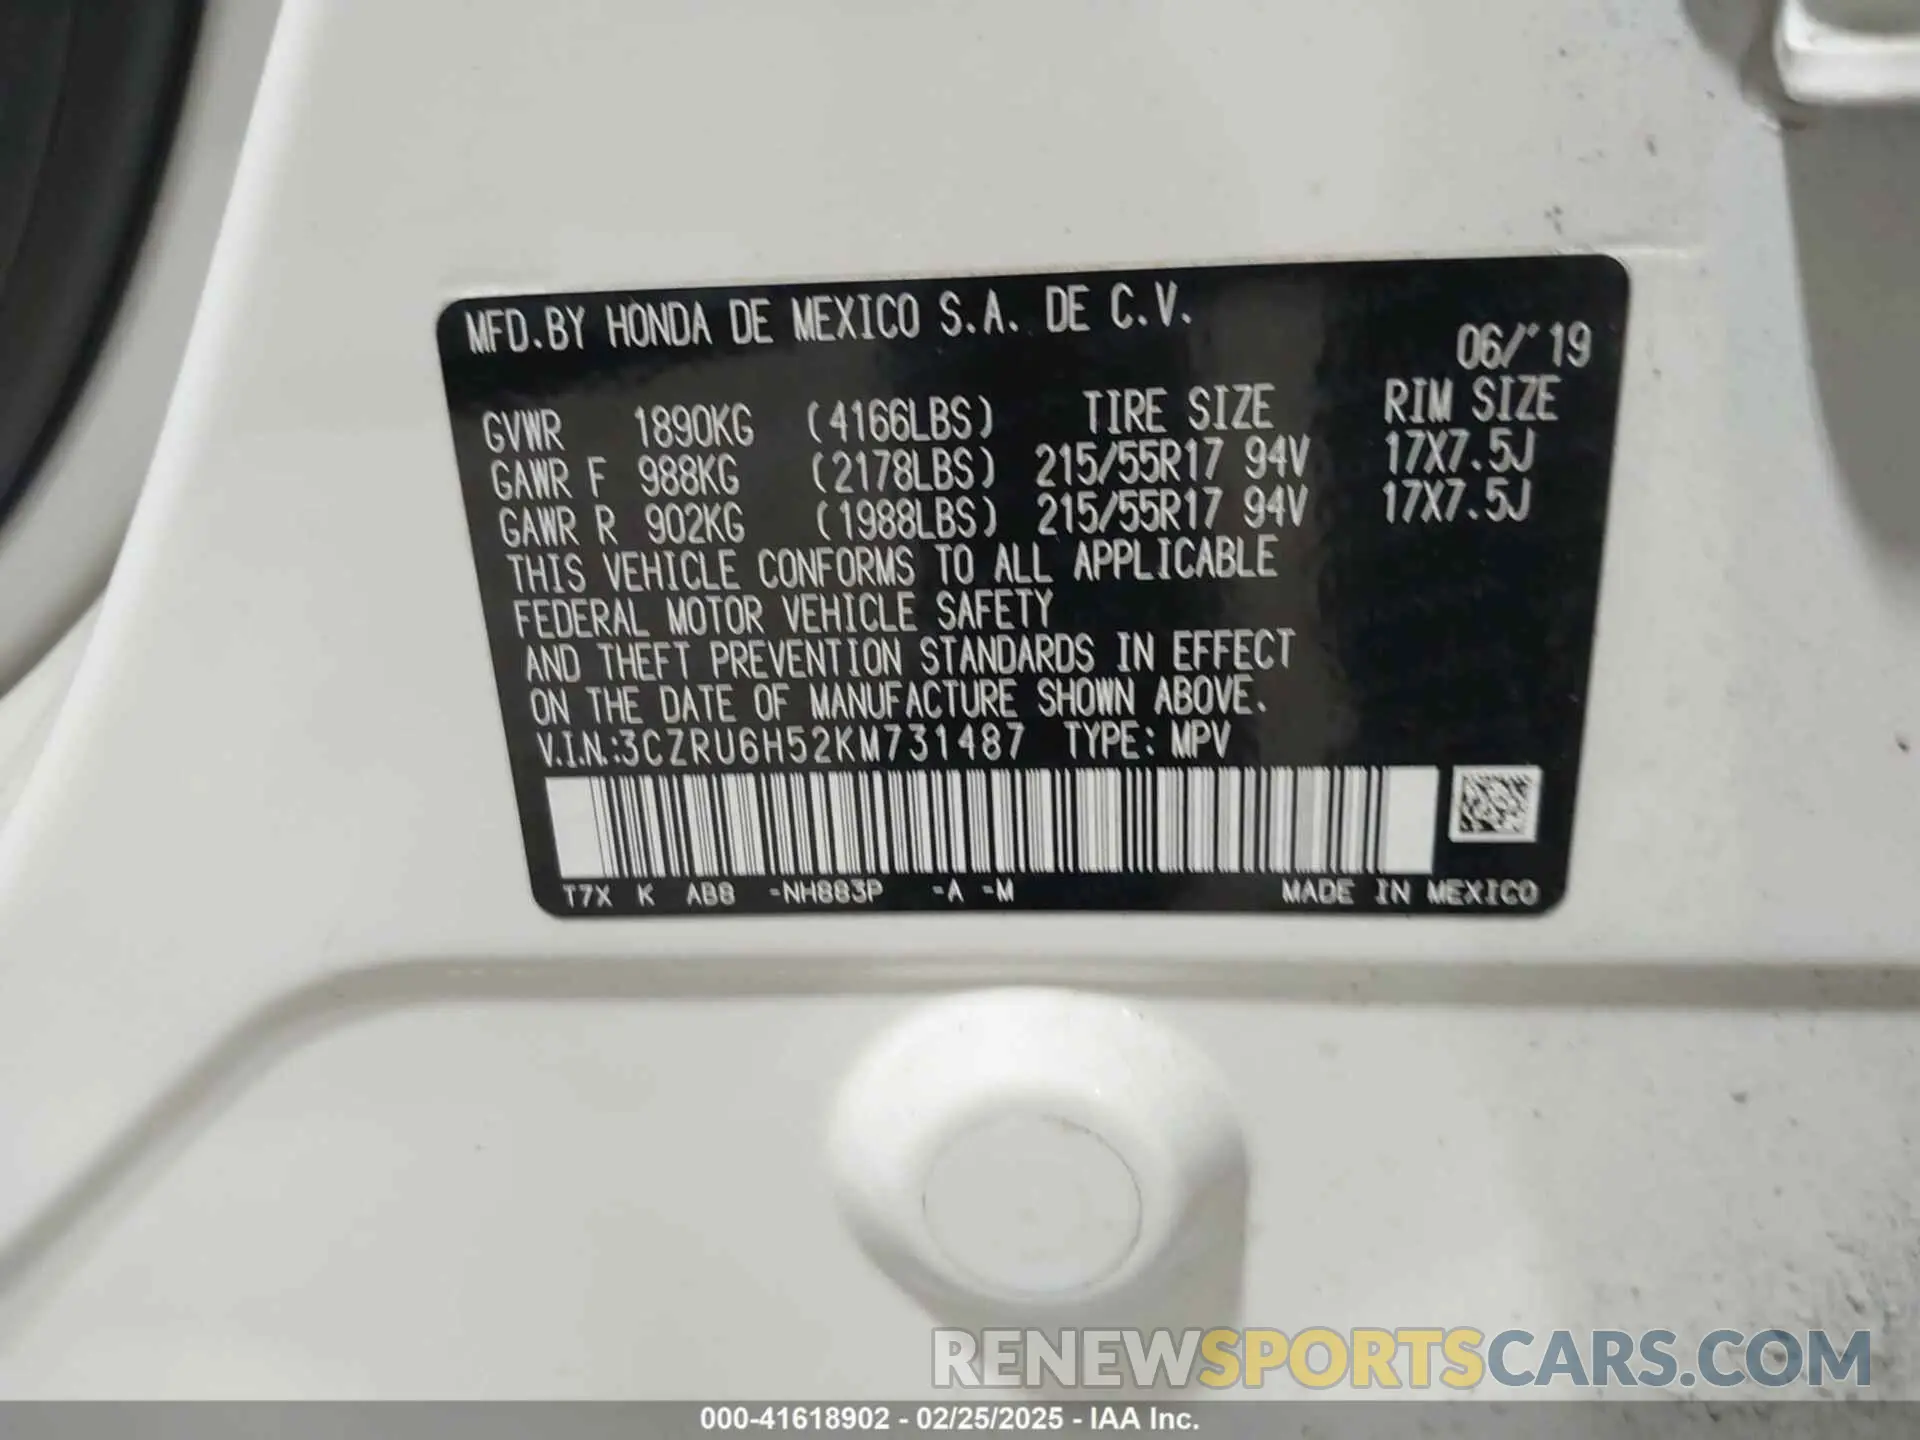 MFD.BY HONDA DE MEXICO S.A. DE C.V.
06/'19
GVWR 1890KG (4166LBS) TIRE SIZE RIM SIZE
GAWR F 988KG (2178LBS) 215/55R17 94V 17X7.5J
GAWR R 902KG (1988LBS) 215/55R17 94V 17X7.5J
THIS VEHICLE CONFORMS TO ALL APPLICABLE
FEDERAL MOTOR VEHICLE SAFETY
AND THEFT PREVENTION STANDARDS IN EFFECT
ON THE DATE OF MANUFACTURE SHOWN ABOVE.
V.I.N.:3CZRU6H52KM731487 TYPE: MPV
T7X K AB8 -NH883P -A -M MADE IN MEXICO
RENEWSPORTSCARS.COM
000-41618902 - 02/25/2025 - IAA Inc.